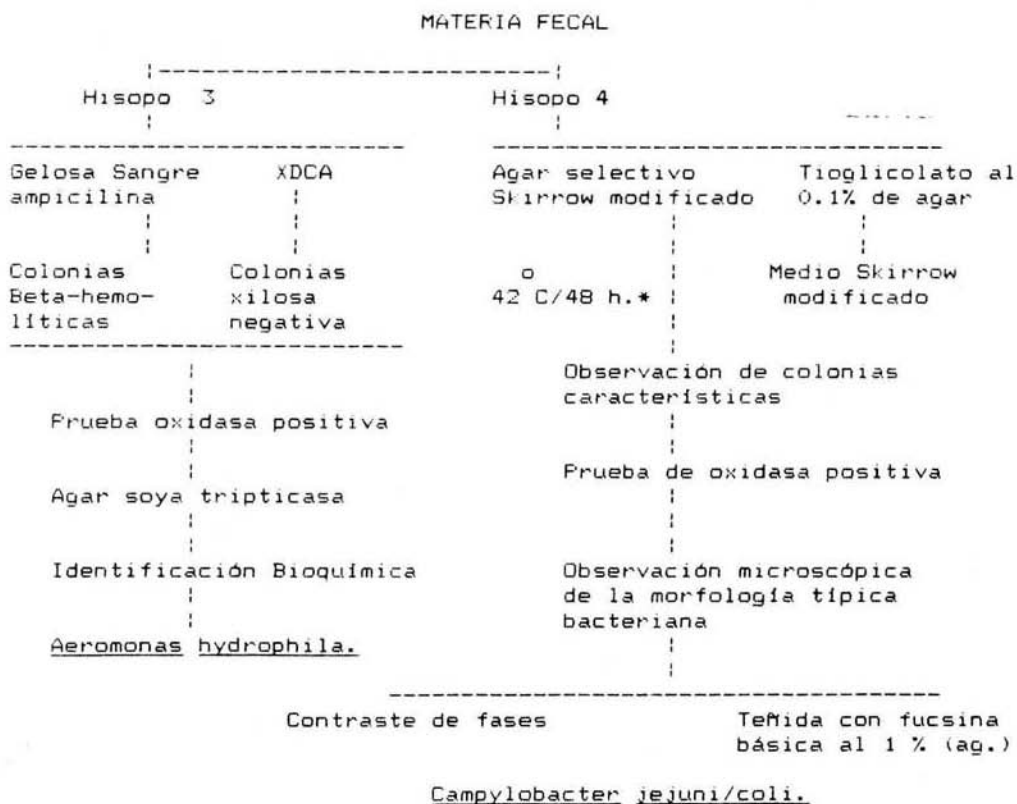 MATERIA FECAL
Hisopo 3 Hisopo 4
Gelosa Sangre XDCA Agar selectivo Tioglicolato al
ampicilina Skirrow modificado 0.1% de agar
Colonias Colonias o Medio Skirrow
Beta-hemo- xilosa 42 C/48 h.* modificado
líticas negativa
Observación de colonias
características
Prueba oxidasa positiva
Prueba de oxidasa positiva
Agar soya tripticasa
Identificación Bioquímica Observación microscópica
de la morfología típica
bacteriana
Aeromonas hydrophila.
Contraste de fases Teñida con fucsina
básica al 1 % (ag.)
Campylobacter jejuni/coli.